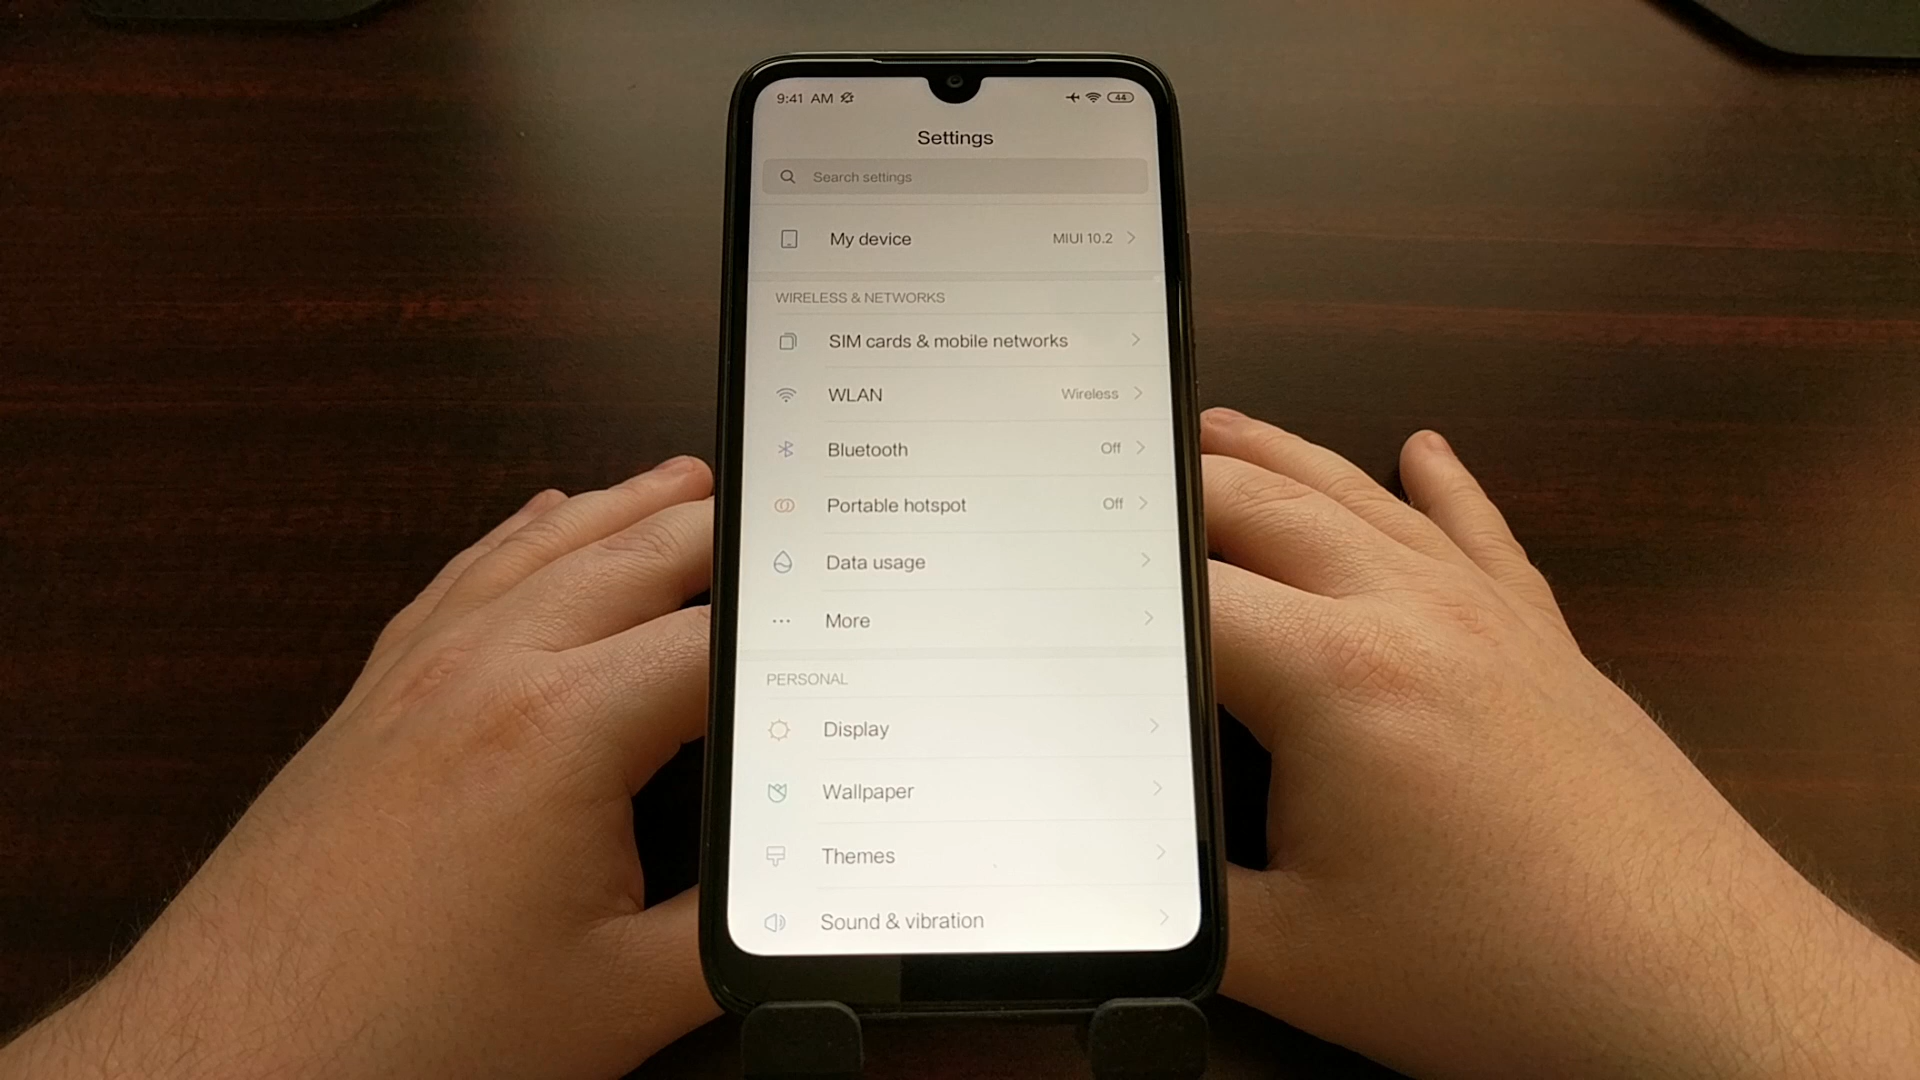 9:41 AM 44
Settings
Search settings
My device MIUI 10.2
WIRELESS & NETWORKS
SIM cards & mobile networks
WLAN Wireless
Bluetooth Off
Portable hotspot Off
Data usage
More
PERSONAL
Display
Wallpaper
Themes
Sound & vibration